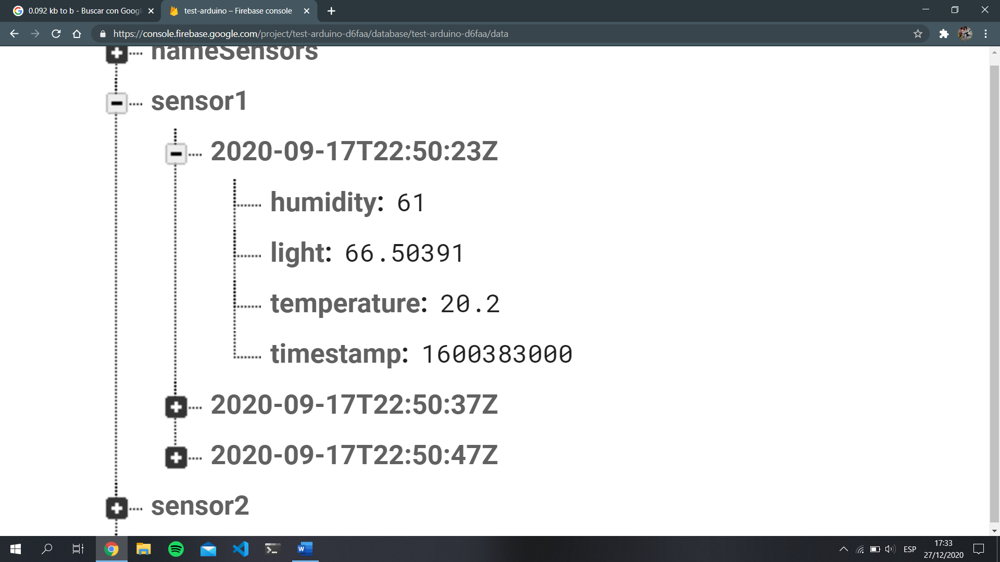 0.092 kb to b - Buscar con Googl
test-arduino – Firebase console
https://console.firebase.google.com/project/test-arduino-d6faa/database/test-arduino-d6faa/data
nameSensors
sensor1
2020-09-17T22:50:23Z
humidity: 61
light: 66.50391
temperature: 20.2
timestamp: 1600383000
2020-09-17T22:50:37Z
2020-09-17T22:50:47Z
sensor2
ESP
17:33
27/12/2020